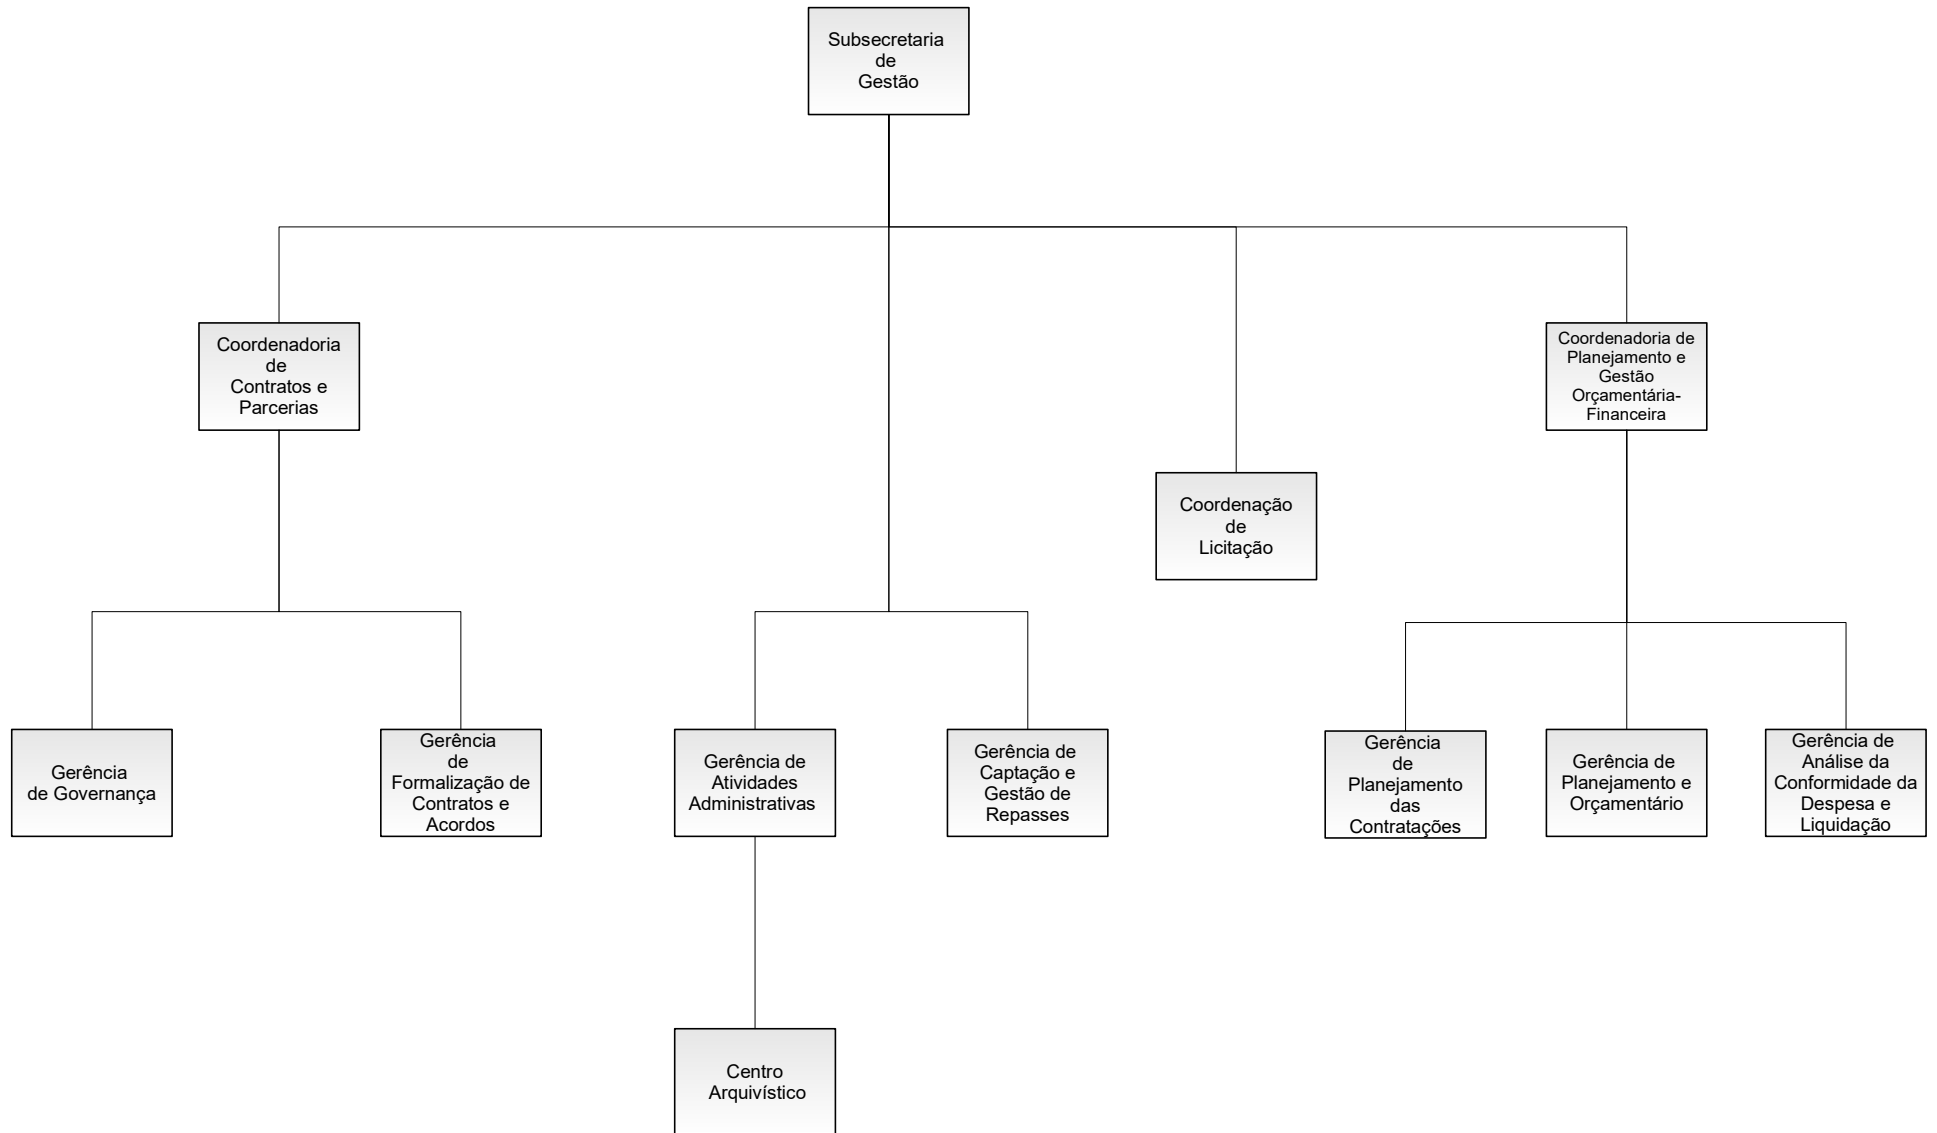 Subsecretaria
de
Gestão
Coordenadoria
de
Contratos e
Parcerias
Coordenadoria de
Planejamento e
Gestão
Orçamentária-
Financeira
Coordenação
de
Licitação
Gerência
de Governança
Gerência
de
Formalização de
Contratos e
Acordos
Gerência de
Atividades
Administrativas
Gerência de
Captação e
Gestão de
Repasses
Gerência
de
Planejamento
das
Contratações
Gerência de
Planejamento e
Orçamentário
Gerência de
Análise da
Conformidade da
Despesa e
Liquidação
Centro
Arquivístico